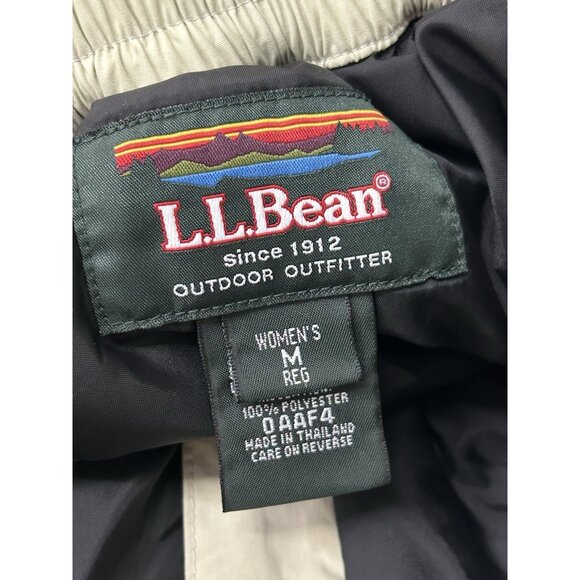 L.L.Bean®
since 1912
OUTDOOR OUTFITTER
WOMEN'S
M
REG
100% POLYESTER
0AAF4
MADE IN THAILAND
CARE ON REVERSE